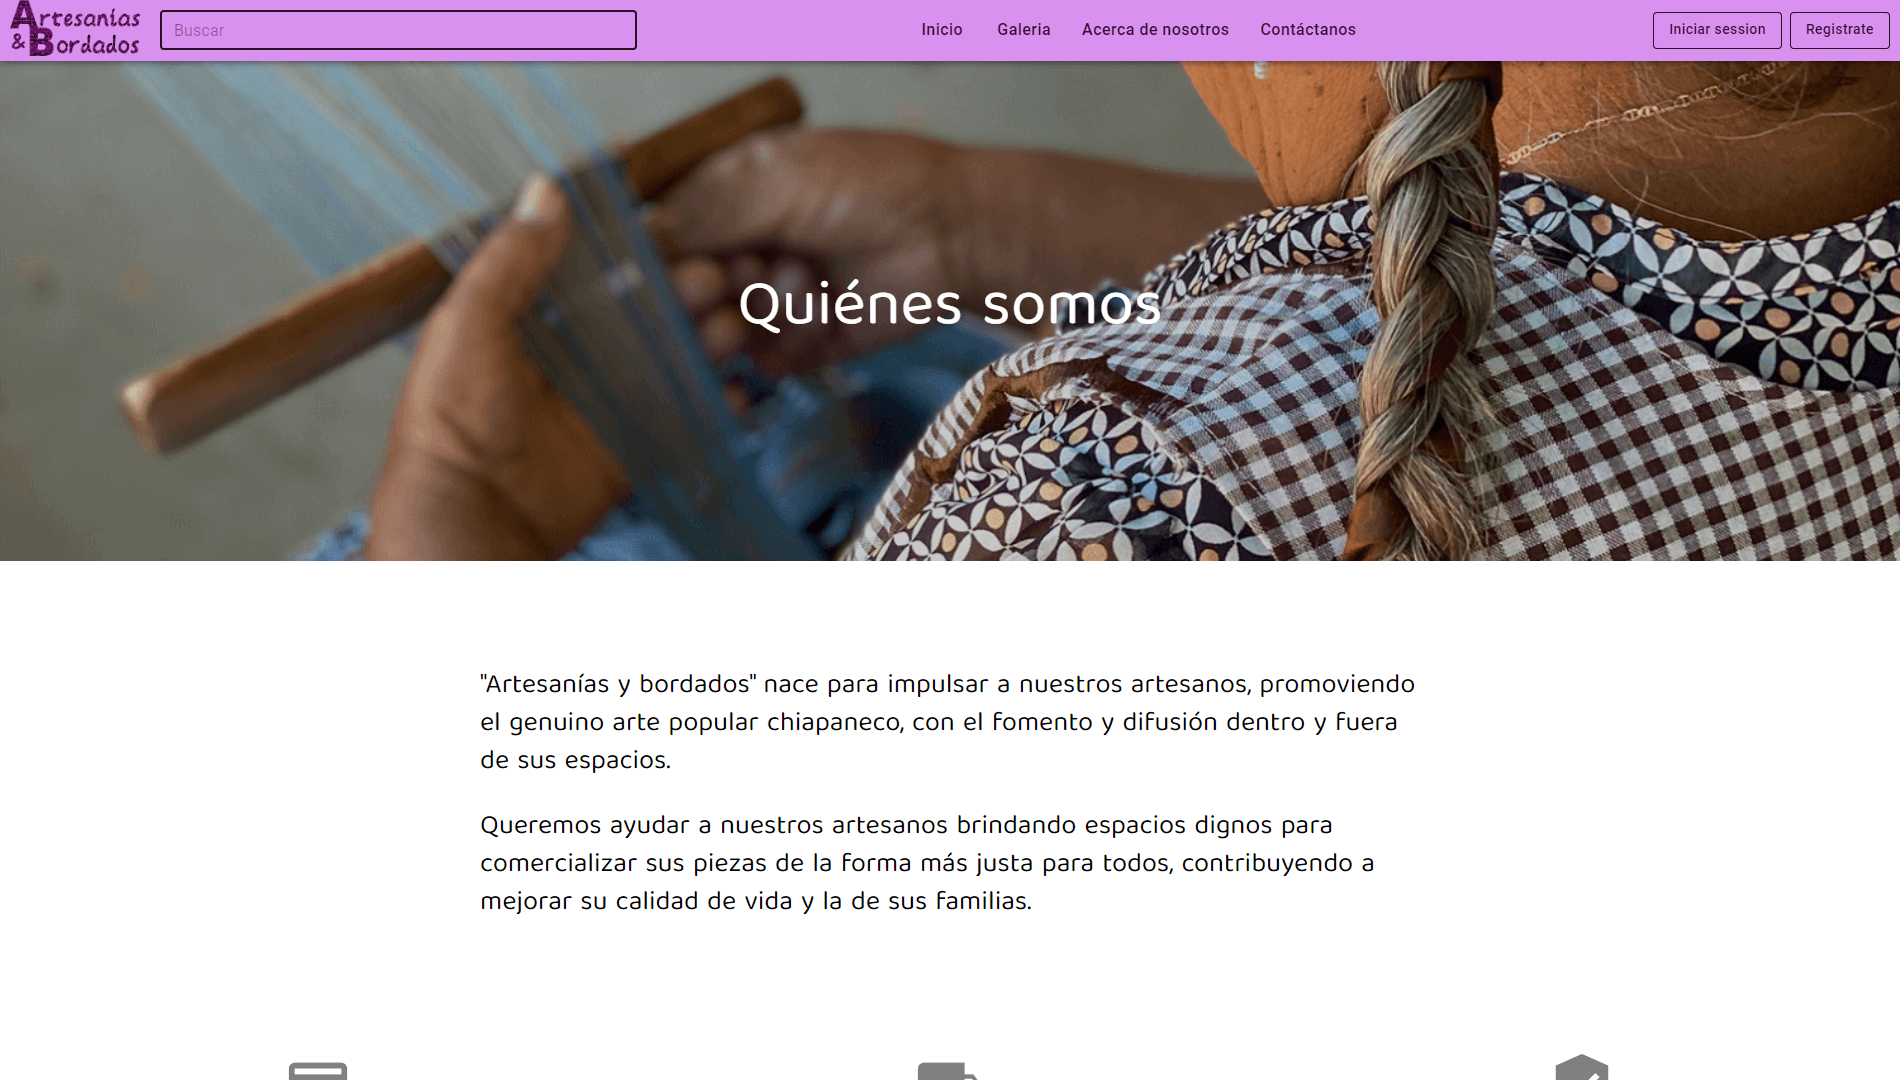 Artesanías
& Bordados
Buscar
Inicio
Galeria
Acerca de nosotros
Contáctanos
Iniciar session
Registrate
Quiénes somos
"Artesanías y bordados" nace para impulsar a nuestros artesanos, promoviendo
el genuino arte popular chiapaneco, con el fomento y difusión dentro y fuera
de sus espacios.
Queremos ayudar a nuestros artesanos brindando espacios dignos para
comercializar sus piezas de la forma más justa para todos, contribuyendo a
mejorar su calidad de vida y la de sus familias.